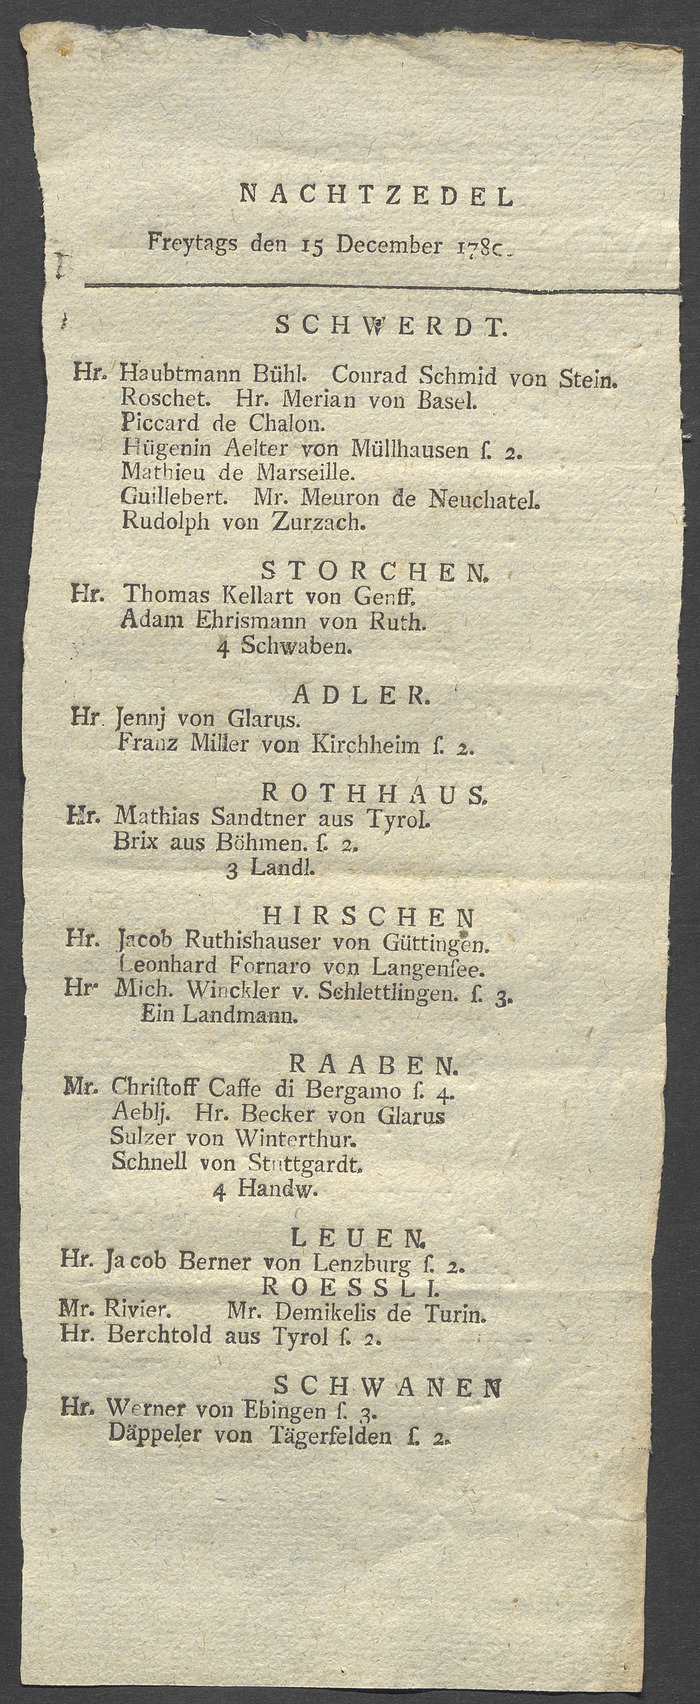 NACHTZEDEL
Freytags den 15 December 1780.
SCHWERDT.
Hr. Haubtmann Bühl. Conrad Schmid von Stein.
Roschet. Hr. Merian von Basel.
Piccard de Chalon.
Hügenin Aelter von Müllhausen ſ. 2.
Mathieu de Marseille.
Guillebert. Mr. Meuron de Neuchatel.
Rudolph von Zurzach.
STORCHEN.
Hr. Thomas Kellart von Genff.
Adam Ehrismann von Ruth.
4 Schwaben.
ADLER.
Hr. Jennj von Glarus.
Franz Miller von Kirchheim ſ. 2.
ROTHHAUS.
Hr. Mathias Sandtner aus Tyrol.
Brix aus Böhmen. ſ. 2.
3 Landl.
HIRSCHEN
Hr. Jacob Ruthishauser von Güttingen.
Leonhard Fornaro von Langenſee.
Hr. Mich. Winckler v. Schlettlingen. ſ. 3.
Ein Landmann.
RAABEN.
Mr. Chriſtoff Caffe di Bergamo ſ. 4.
Aeblj. Hr. Becker von Glarus
Sulzer von Winterthur.
Schnell von Stuttgardt.
4 Handw.
LEUEN.
Hr. Jacob Berner von Lenzburg ſ. 2.
ROESSLI.
Mr. Rivier. Mr. Demikelis de Turin.
Hr. Berchtold aus Tyrol ſ. 2.
SCHWANEN
Hr. Werner von Ebingen ſ. 3.
Däppeler von Tägerfelden ſ. 2.